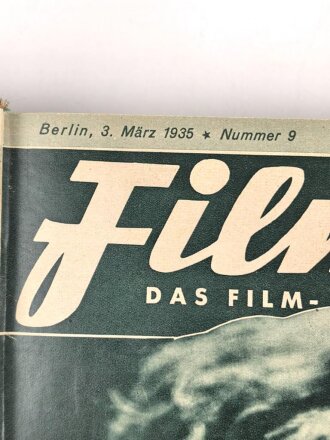 Berlin, 3. März 1935 ★ Nummer 9
Film
DAS FILM-